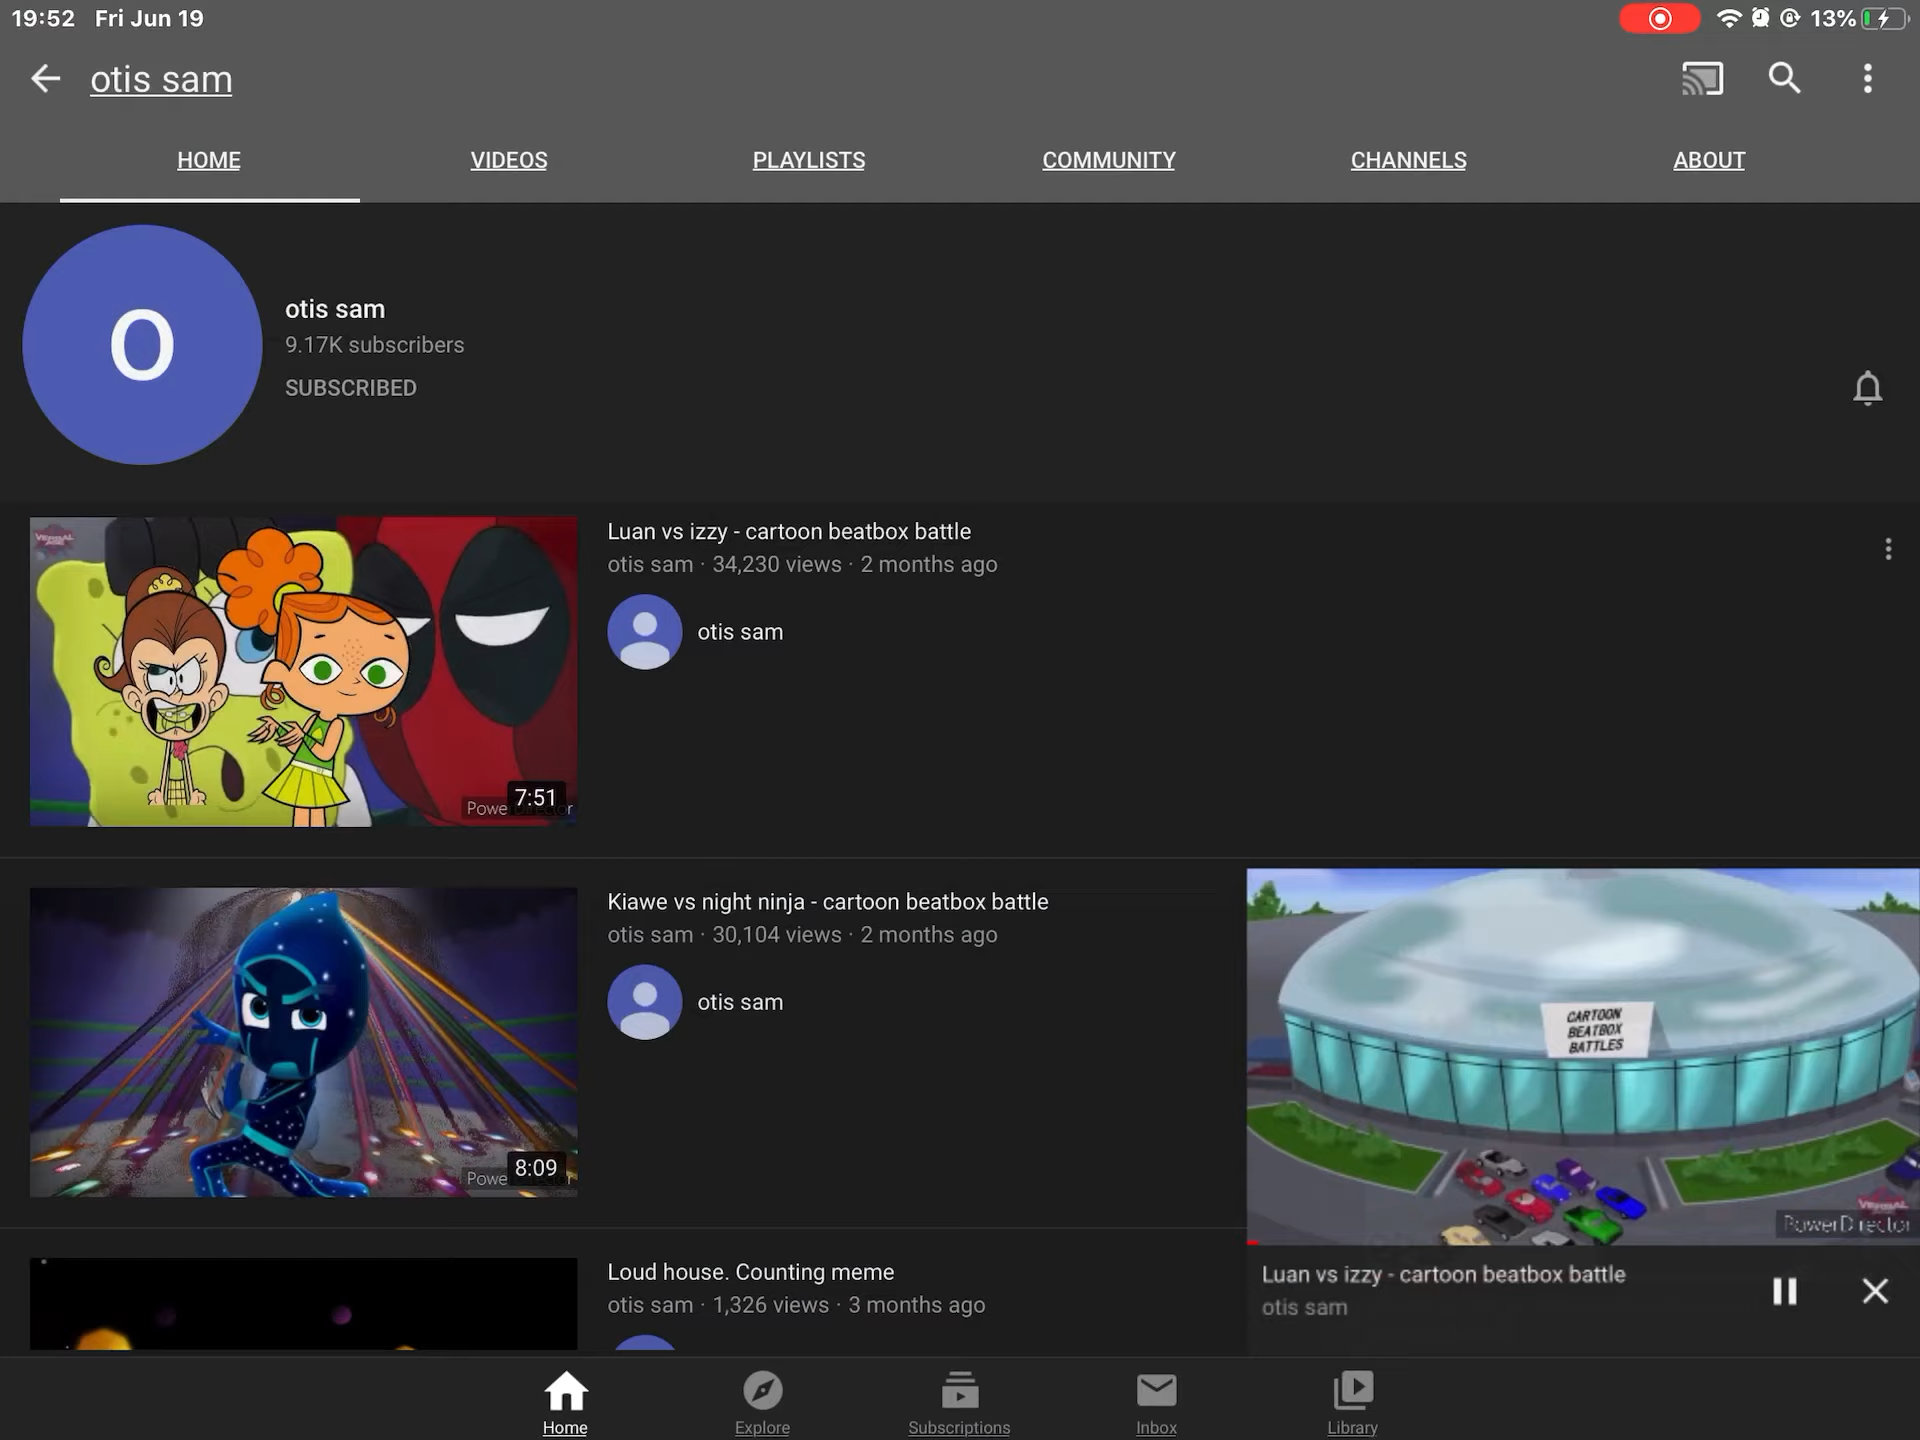 19:52 Fri Jun 19
13%
otis sam
HOME
VIDEOS
PLAYLISTS
COMMUNITY
CHANNELS
ABOUT
O
otis sam
9.17K subscribers
SUBSCRIBED
VERBAL ASE
7:51
Luan vs izzy - cartoon beatbox battle
otis sam · 34,230 views · 2 months ago
otis sam
8:09
Kiawe vs night ninja - cartoon beatbox battle
otis sam · 30,104 views · 2 months ago
otis sam
CARTOON
BEATBOX
BATTLES
PowerDirector
Luan vs izzy - cartoon beatbox battle
otis sam
Loud house. Counting meme
otis sam · 1,326 views · 3 months ago
Home
Explore
Subscriptions
Inbox
Library